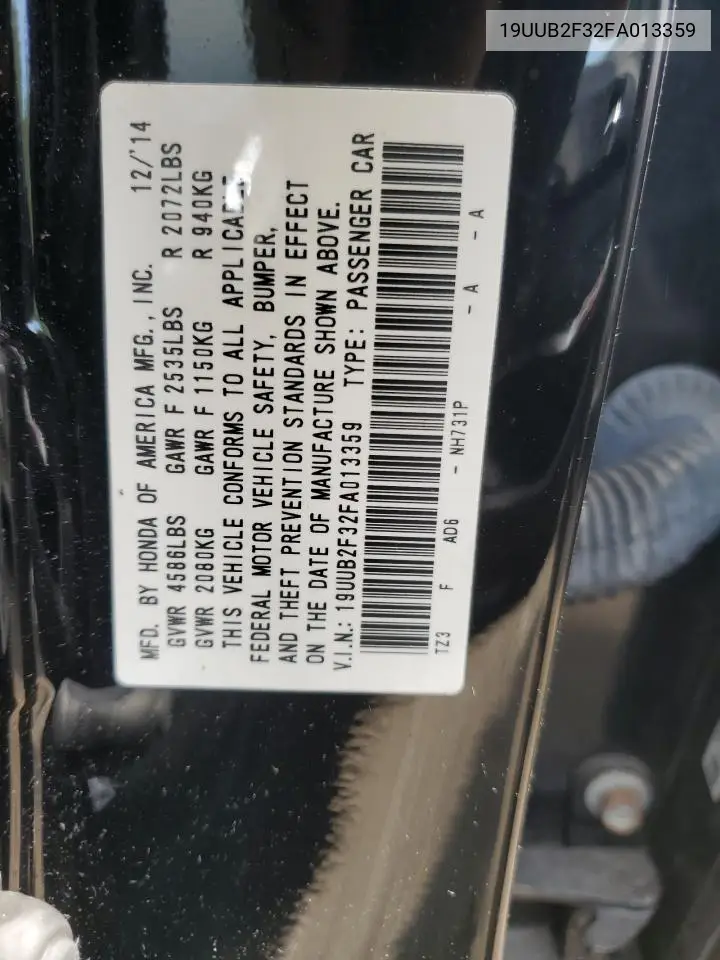 19UUB2F32FA013359
MFD. BY HONDA OF AMERICA MFG., INC. 12/'14
GVWR 4586LBS GAWR F 2535LBS R 2072LBS
GVWR 2080KG GAWR F 1150KG R 940KG
THIS VEHICLE CONFORMS TO ALL APPLICABLE
FEDERAL MOTOR VEHICLE SAFETY, BUMPER,
AND THEFT PREVENTION STANDARDS IN EFFECT
ON THE DATE OF MANUFACTURE SHOWN ABOVE.
V.I.N.: 19UUB2F32FA013359 TYPE: PASSENGER CAR
TZ3 F AD6 - NH731P - A - A